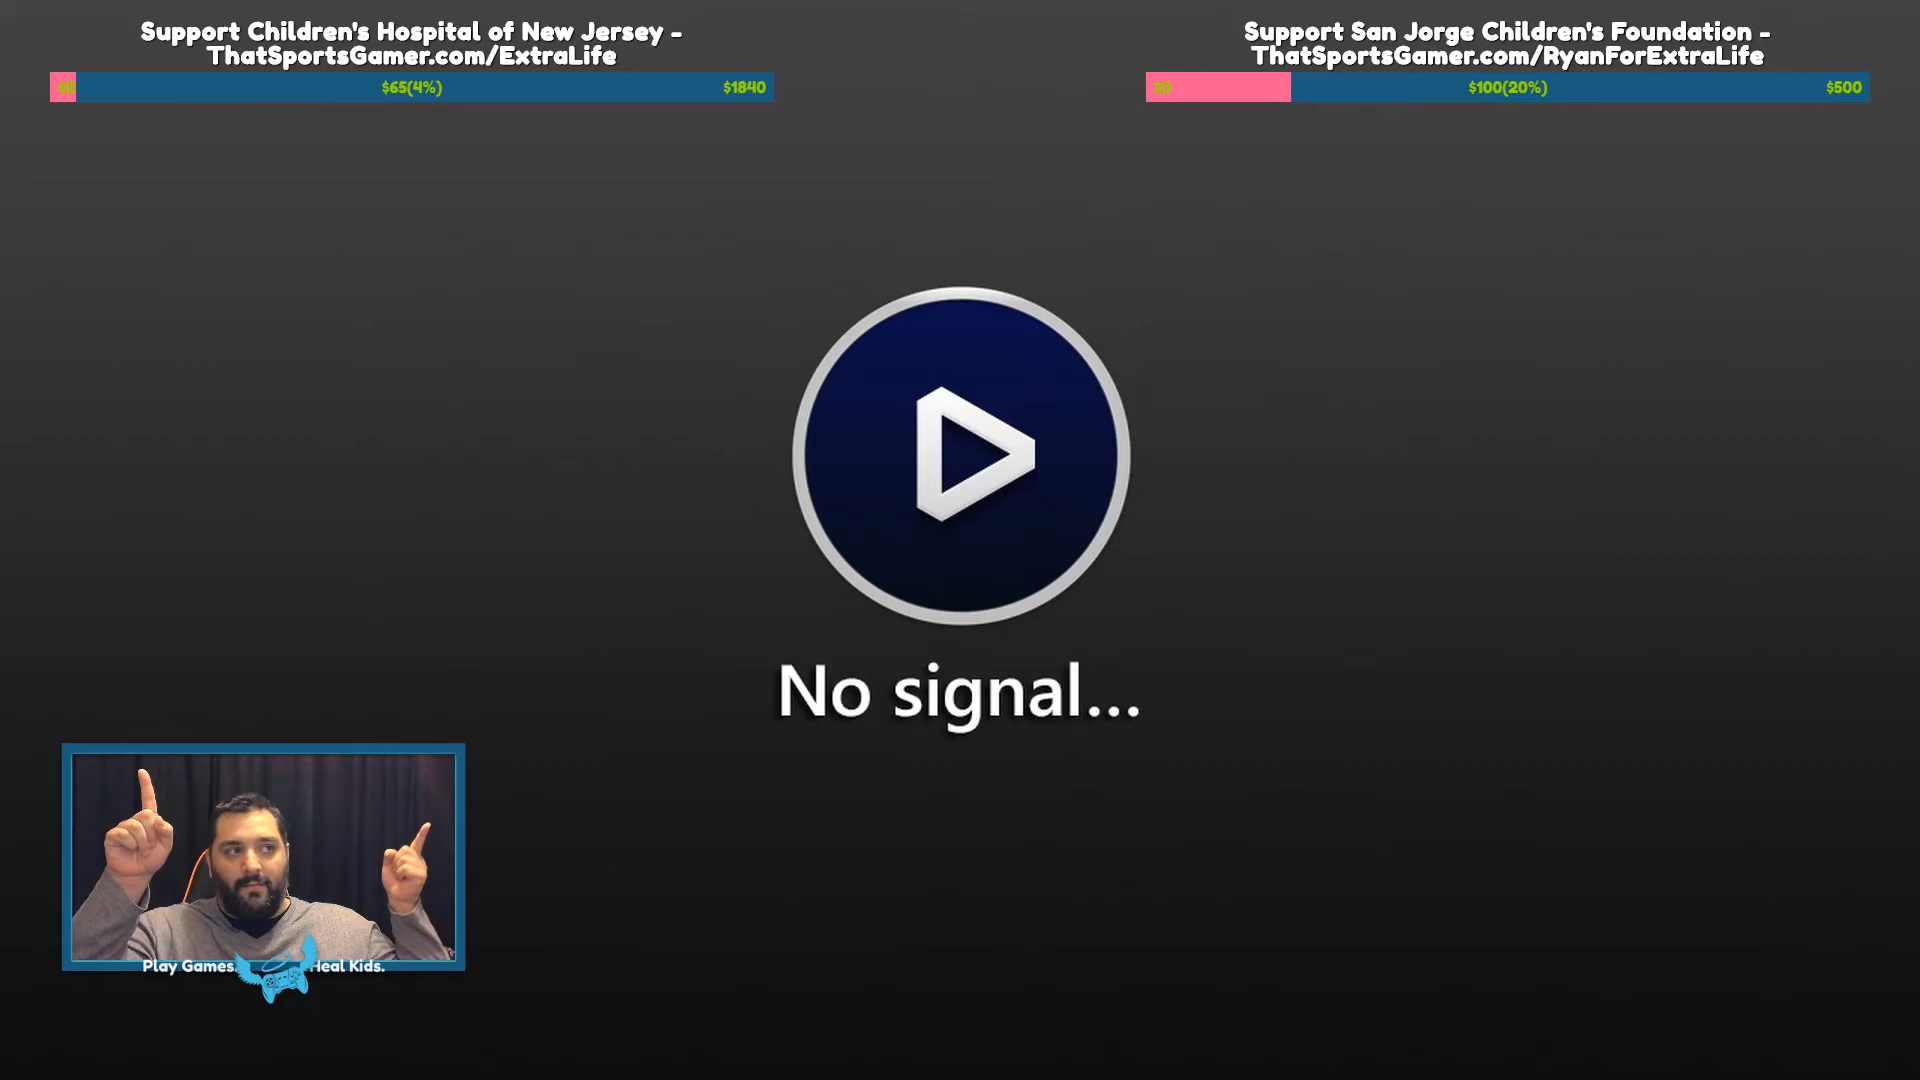 Support Children's Hospital of New Jersey -
ThatSportsGamer.com/ExtraLife
$0 $65(4%) $1840
Support San Jorge Children's Foundation -
ThatSportsGamer.com/RyanForExtraLife
$0 $100(20%) $500
No signal...
Play Games. Heal Kids.